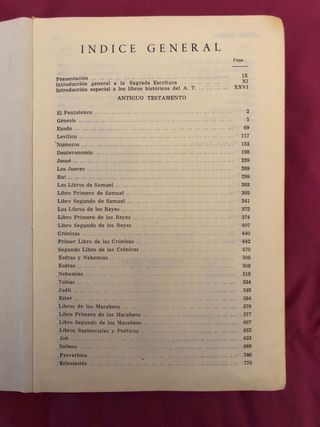 INDICE GENERAL
Págs.
Presentación ... IX
Introducción general a la Sagrada Escritura ... XI
Introducción especial a los libros históricos del A. T. ... XXVI
ANTIGUO TESTAMENTO
El Pentateuco ... 2
Génesis ... 5
Exodo ... 69
Levítico ... 117
Números ... 153
Deuteronomio ... 198
Josué ... 239
Los Jueces ... 269
Rut ... 299
Los Libros de Samuel ... 303
Libro Primero de Samuel ... 305
Libro Segundo de Samuel ... 341
Los Libros de los Reyes ... 372
Libro Primero de los Reyes ... 374
Libro Segundo de los Reyes ... 407
Crónicas ... 440
Primer Libro de las Crónicas ... 442
Segundo Libro de las Crónicas ... 470
Esdras y Nehemías ... 506
Esdras ... 508
Nehemías ... 518
Tobías ... 534
Judit ... 548
Ester ... 564
Libros de los Macabeos ... 576
Libro Primero de los Macabeos ... 577
Libro Segundo de los Macabeos ... 607
Libros Sapienciales y Poéticos ... 632
Job ... 633
Salmos ... 666
Proverbios ... 746
Eclesiastés ... 776